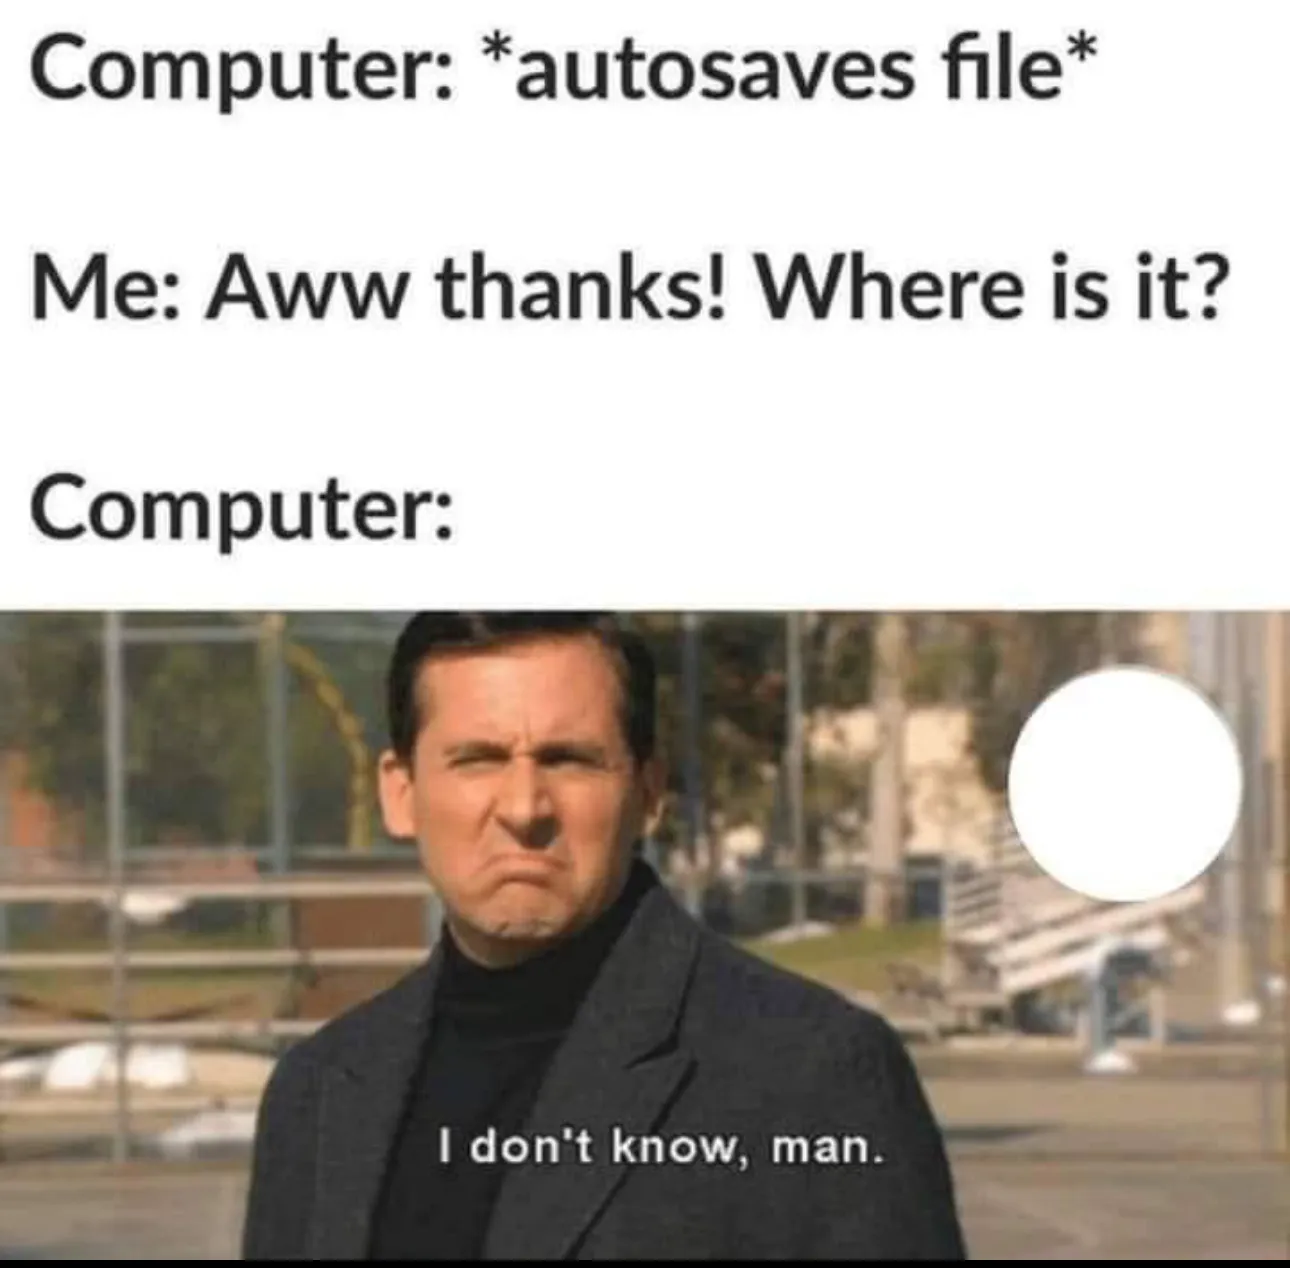 Computer: *autosaves file*
Me: Aww thanks! Where is it?
Computer:
I don't know, man.